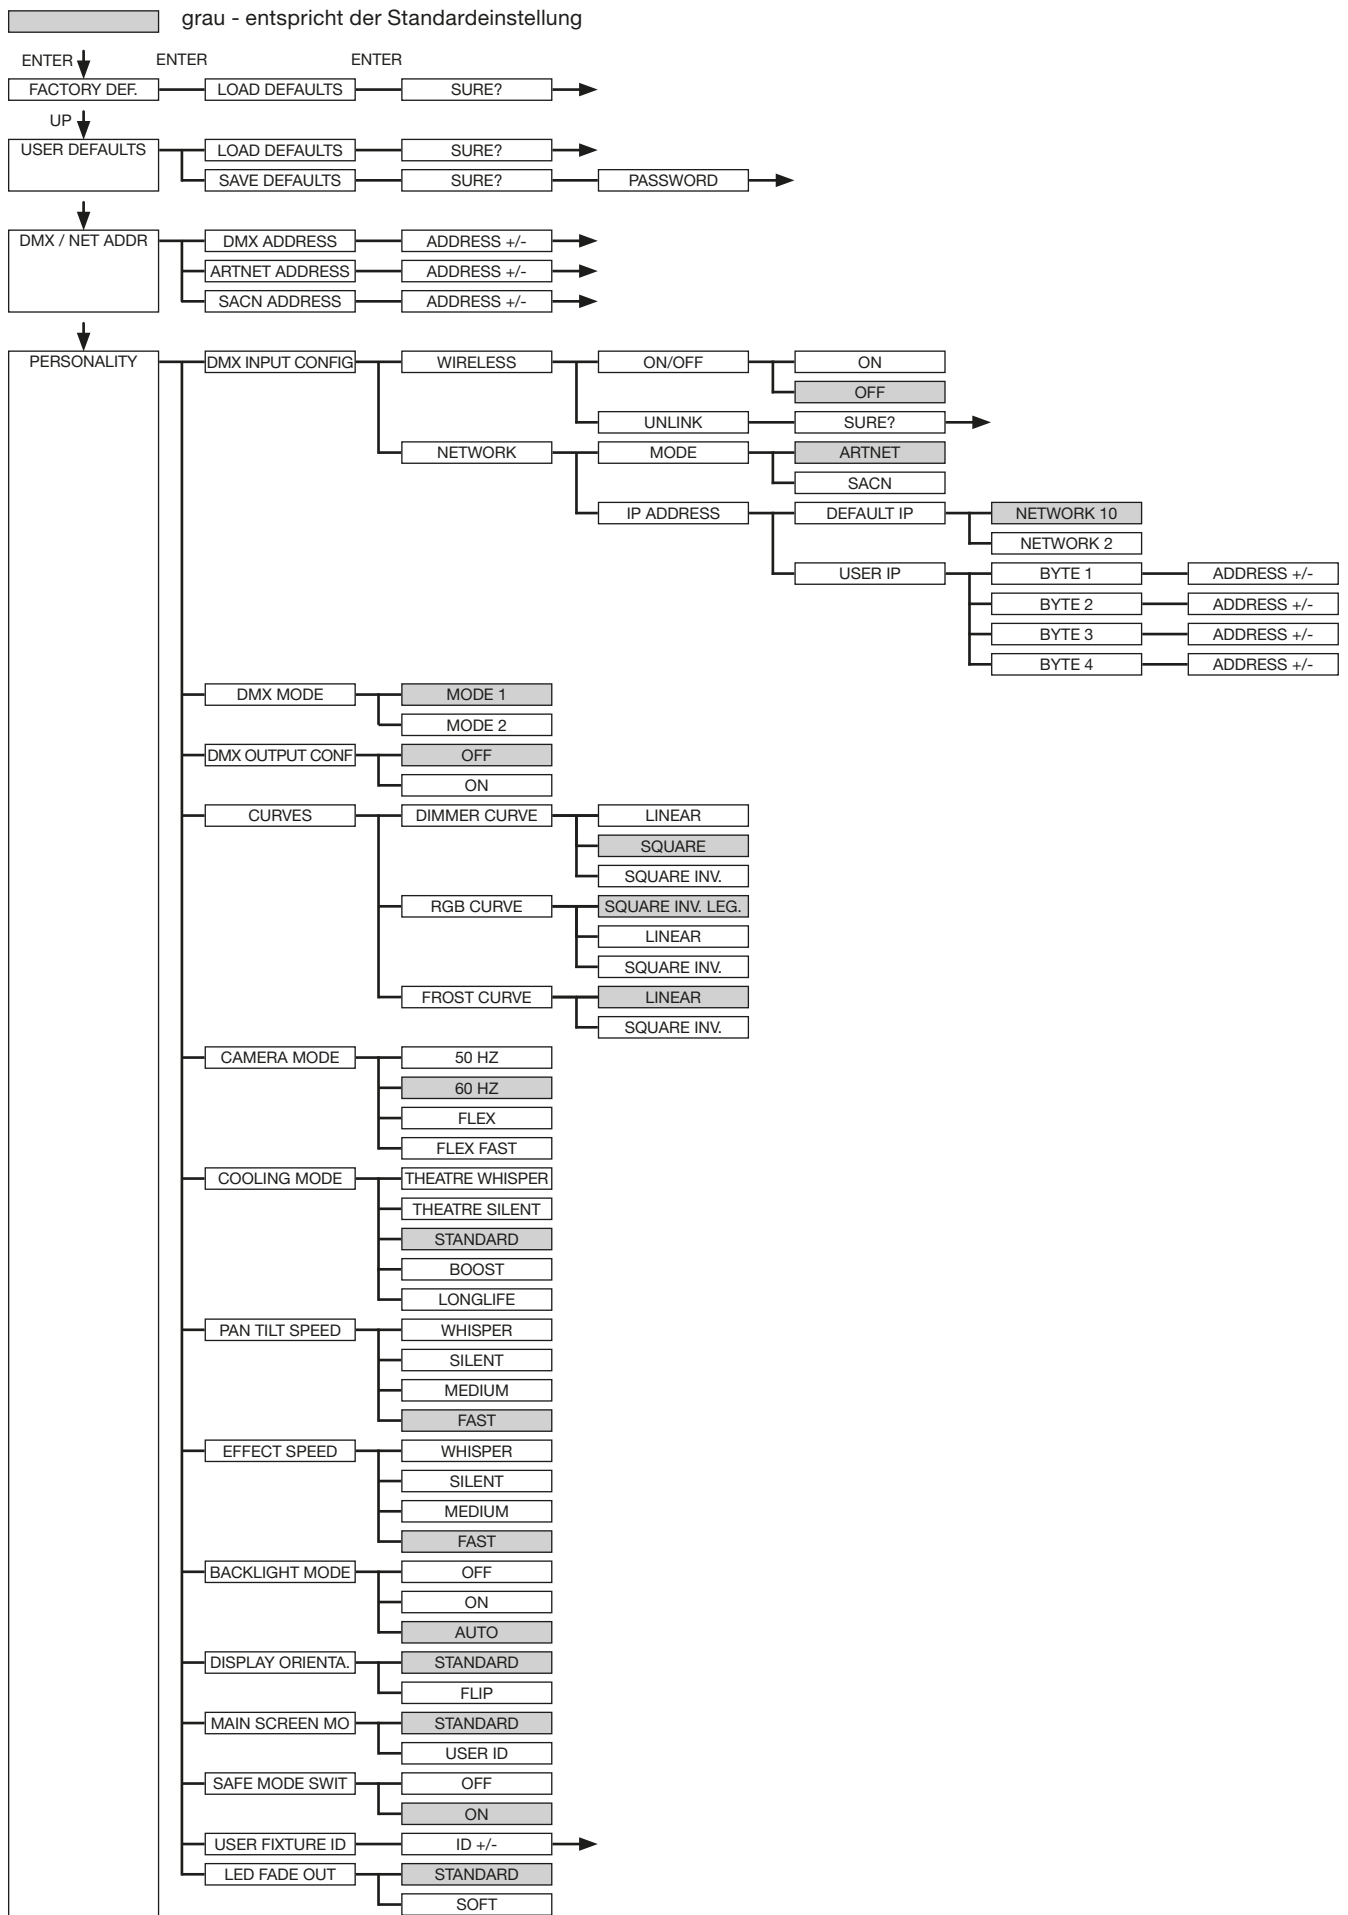 grau - entspricht der Standardeinstellung
ENTER ENTER ENTER
FACTORY DEF. LOAD DEFAULTS SURE?
UP
USER DEFAULTS LOAD DEFAULTS SURE?
SAVE DEFAULTS SURE? PASSWORD
DMX / NET ADDR DMX ADDRESS ADDRESS +/-
ARTNET ADDRESS ADDRESS +/-
SACN ADDRESS ADDRESS +/-
PERSONALITY DMX INPUT CONFIG WIRELESS ON/OFF ON
OFF
UNLINK SURE?
NETWORK MODE ARTNET
SACN
IP ADDRESS DEFAULT IP NETWORK 10
NETWORK 2
USER IP BYTE 1 ADDRESS +/-
BYTE 2 ADDRESS +/-
BYTE 3 ADDRESS +/-
BYTE 4 ADDRESS +/-
DMX MODE MODE 1
MODE 2
DMX OUTPUT CONF OFF
ON
CURVES DIMMER CURVE LINEAR
SQUARE
SQUARE INV.
RGB CURVE SQUARE INV. LEG.
LINEAR
SQUARE INV.
FROST CURVE LINEAR
SQUARE INV.
CAMERA MODE 50 HZ
60 HZ
FLEX
FLEX FAST
COOLING MODE THEATRE WHISPER
THEATRE SILENT
STANDARD
BOOST
LONGLIFE
PAN TILT SPEED WHISPER
SILENT
MEDIUM
FAST
EFFECT SPEED WHISPER
SILENT
MEDIUM
FAST
BACKLIGHT MODE OFF
ON
AUTO
DISPLAY ORIENTA. STANDARD
FLIP
MAIN SCREEN MO STANDARD
USER ID
SAFE MODE SWIT OFF
ON
USER FIXTURE ID ID +/-
LED FADE OUT STANDARD
SOFT